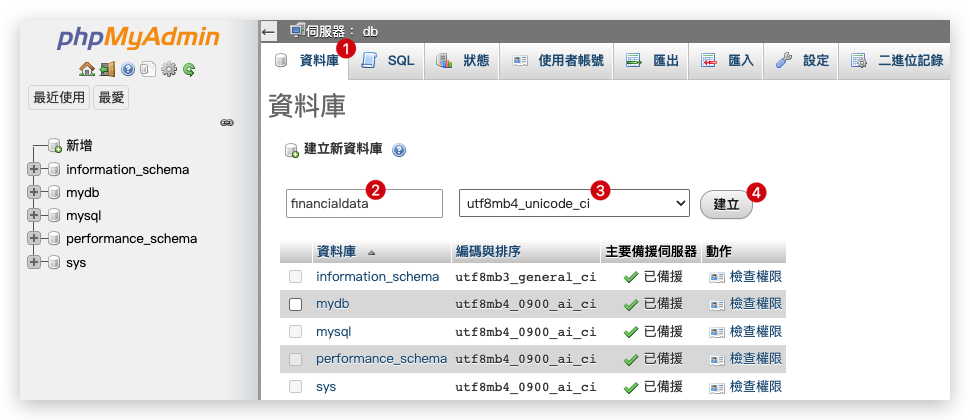 phpMyAdmin
最近使用 最愛
新增
information_schema
mydb
mysql
performance_schema
sys
← 伺服器： db
資料庫 1 SQL 狀態 使用者帳號 匯出 匯入 設定 二進位記錄
資料庫
建立新資料庫
financialdata 2 utf8mb4_unicode_ci 3 建立 4
資料庫 編碼與排序 主要備援伺服器 動作
information_schema utf8mb3_general_ci 已備援 檢查權限
mydb utf8mb4_0900_ai_ci 已備援 檢查權限
mysql utf8mb4_0900_ai_ci 已備援 檢查權限
performance_schema utf8mb4_0900_ai_ci 已備援 檢查權限
sys utf8mb4_0900_ai_ci 已備援 檢查權限